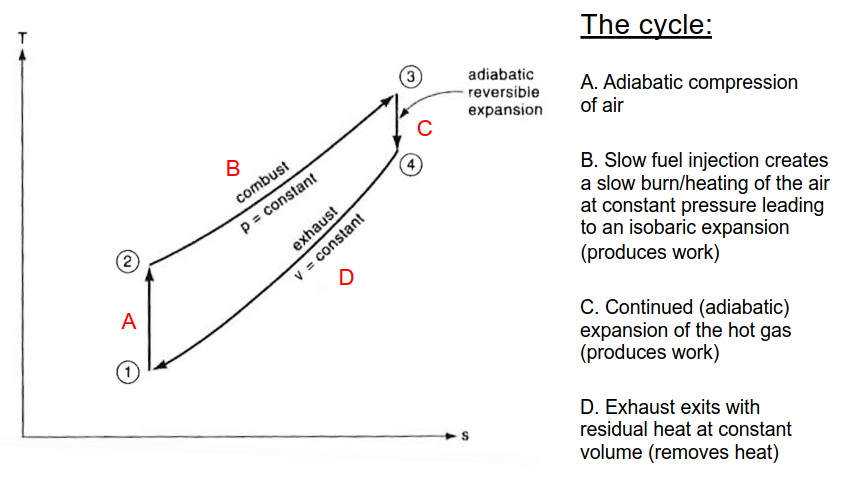 T
The cycle:
3
adiabatic
reversible
expansion
A. Adiabatic compression
of air
C
B
combust
p = constant
4
B. Slow fuel injection creates
a slow burn/heating of the air
at constant pressure leading
to an isobaric expansion
(produces work)
exhaust
v = constant
D
2
A
1
C. Continued (adiabatic)
expansion of the hot gas
(produces work)
D. Exhaust exits with
residual heat at constant
volume (removes heat)
s